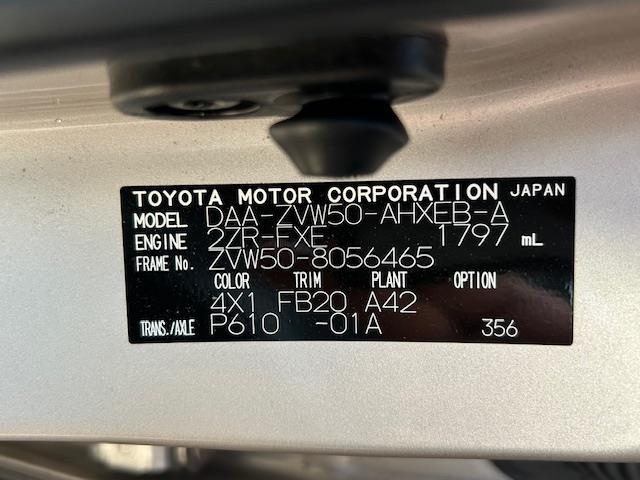 TOYOTA MOTOR CORPORATION JAPAN
MODEL DAA-ZVW50-AHXEB-A
ENGINE 2ZR-FXE 1797 mL
FRAME No. ZVW50-8056465
COLOR TRIM PLANT OPTION
4X1 FB20 A42
TRANS./AXLE P610 -01A 356